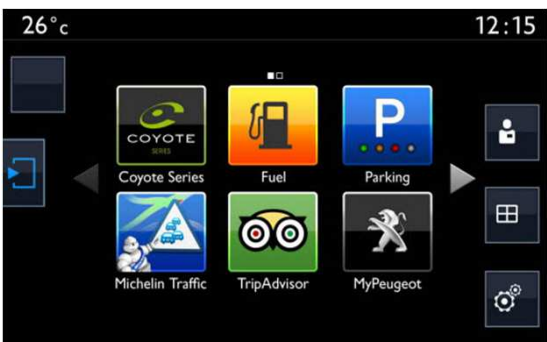 26°c
12:15
COYOTE
SERIES
P
Coyote Series
Fuel
Parking
Michelin Traffic
TripAdvisor
MyPeugeot